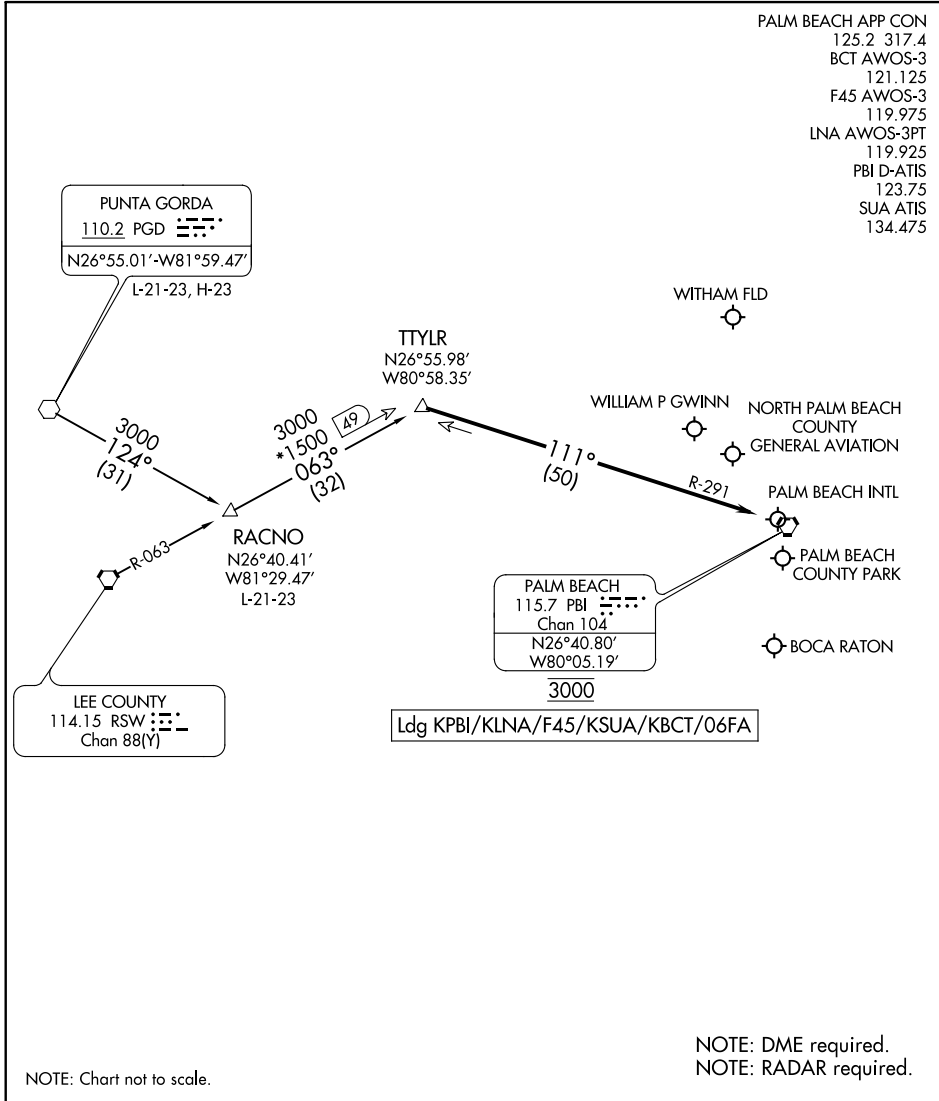 PALM BEACH APP CON
125.2 317.4
BCT AWOS-3
121.125
F45 AWOS-3
119.975
LNA AWOS-3PT
119.925
PBI D-ATIS
123.75
SUA ATIS
134.475
PUNTA GORDA
110.2 PGD
N26°55.01'-W81°59.47'
L-21-23, H-23
WITHAM FLD
TTYLR
N26°55.98'
W80°58.35'
WILLIAM P GWINN
NORTH PALM BEACH
COUNTY
GENERAL AVIATION
3000
124°
(31)
3000
*1500
49
063°
(32)
111°
(50)
R-291
PALM BEACH INTL
RACNO
N26°40.41'
W81°29.47'
L-21-23
R-063
PALM BEACH
COUNTY PARK
PALM BEACH
115.7 PBI
Chan 104
N26°40.80'
W80°05.19'
3000
BOCA RATON
LEE COUNTY
114.15 RSW
Chan 88(Y)
Ldg KPBI/KLNA/F45/KSUA/KBCT/06FA
NOTE: DME required.
NOTE: RADAR required.
NOTE: Chart not to scale.